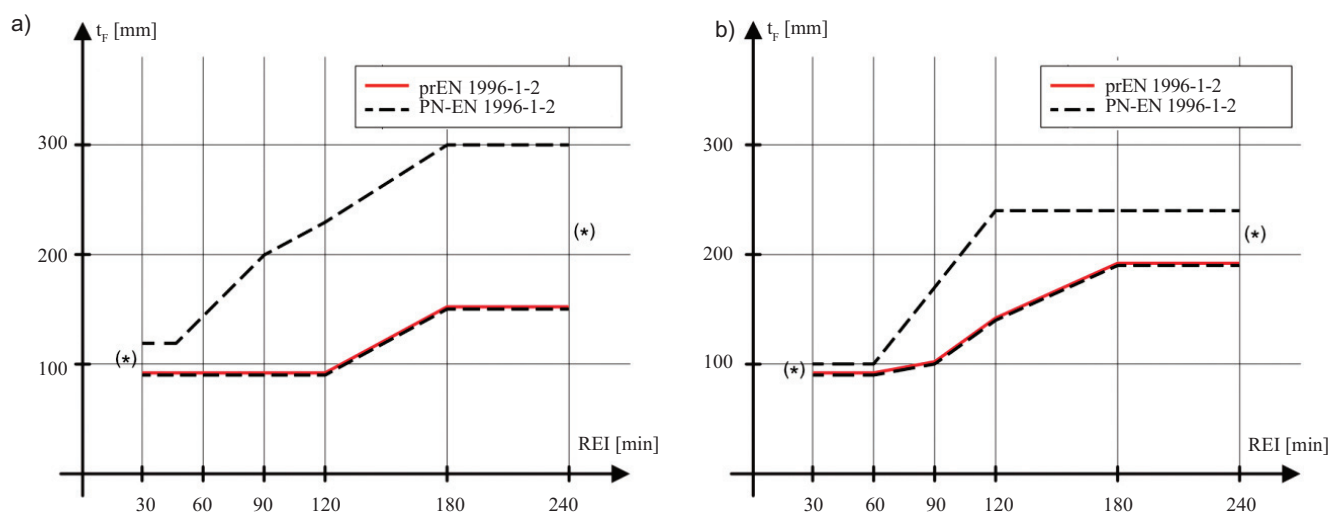 a)
t_F [mm]
prEN 1996-1-2
PN-EN 1996-1-2
300
200
(*)
(*)
100
REI [min]
30 60 90 120 180 240
b)
t_F [mm]
prEN 1996-1-2
PN-EN 1996-1-2
300
200
(*)
(*)
100
REI [min]
30 60 90 120 180 240